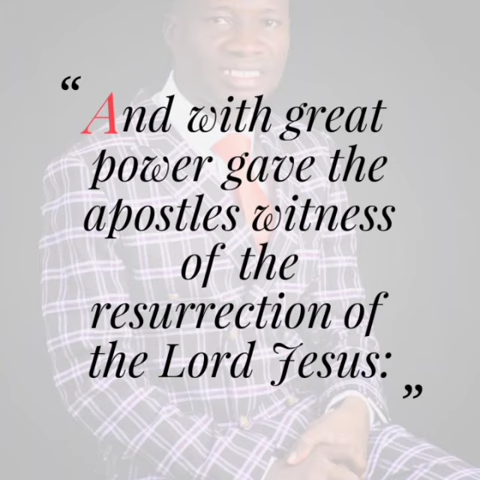 “
And with great
power gave the
apostles witness
of the
resurrection of
the Lord Jesus:
”